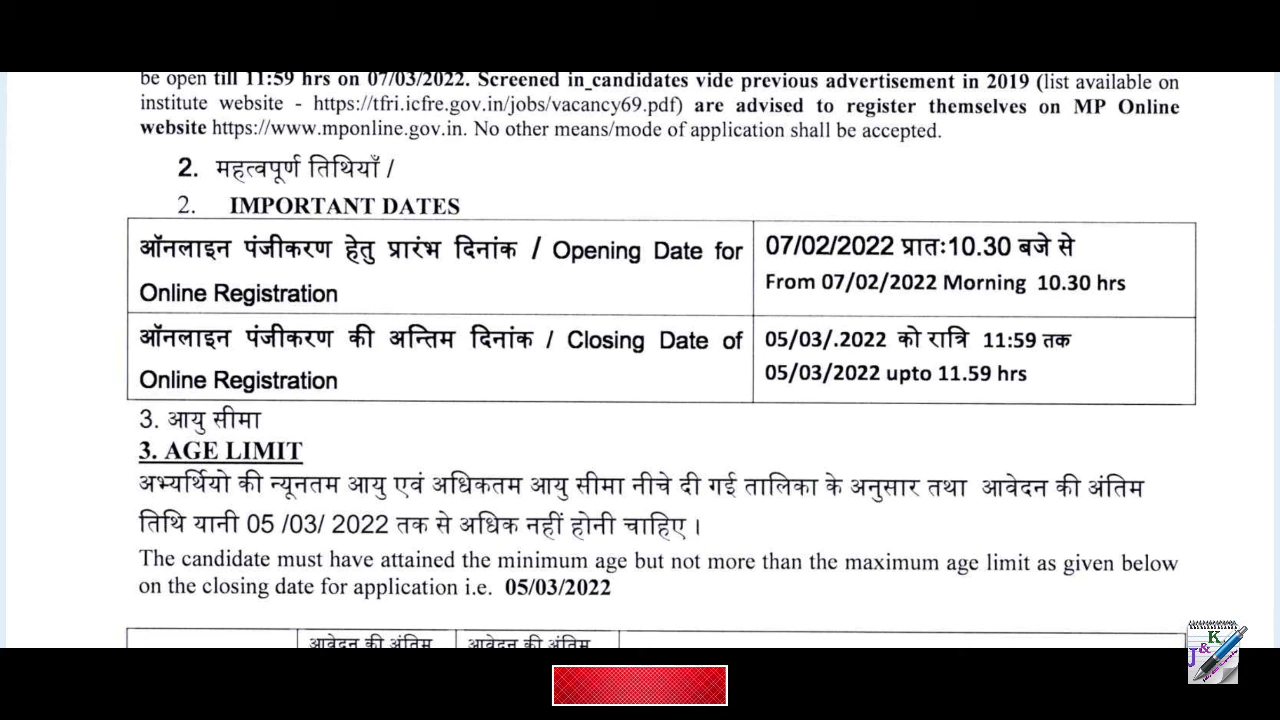 be open till 11:59 hrs on 07/03/2022. Screened in_candidates vide previous advertisement in 2019 (list available on
institute website - https://tfri.icfre.gov.in/jobs/vacancy69.pdf) are advised to register themselves on MP Online
website https://www.mponline.gov.in. No other means/mode of application shall be accepted.
2. महत्वपूर्ण तिथियाँ /
2. IMPORTANT DATES
ऑनलाइन पंजीकरण हेतु प्रारंभ दिनांक / Opening Date for
Online Registration
07/02/2022 प्रातः10.30 बजे से
From 07/02/2022 Morning 10.30 hrs
ऑनलाइन पंजीकरण की अन्तिम दिनांक / Closing Date of
Online Registration
05/03/.2022 को रात्रि 11:59 तक
05/03/2022 upto 11.59 hrs
3. आयु सीमा
3. AGE LIMIT
अभ्यर्थियो की न्यूनतम आयु एवं अधिकतम आयु सीमा नीचे दी गई तालिका के अनुसार तथा आवेदन की अंतिम
तिथि यानी 05 /03/ 2022 तक से अधिक नहीं होनी चाहिए ।
The candidate must have attained the minimum age but not more than the maximum age limit as given below
on the closing date for application i.e. 05/03/2022
आवेदन की अंतिम आवेदन की अंतिम
J&K